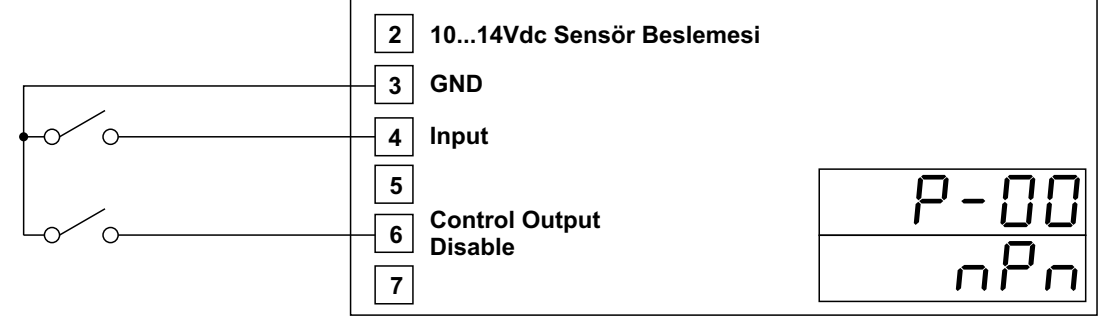 2 10...14Vdc Sensör Beslemesi
3 GND
4 Input
5
6 Control Output
Disable
7
P-00
nPn